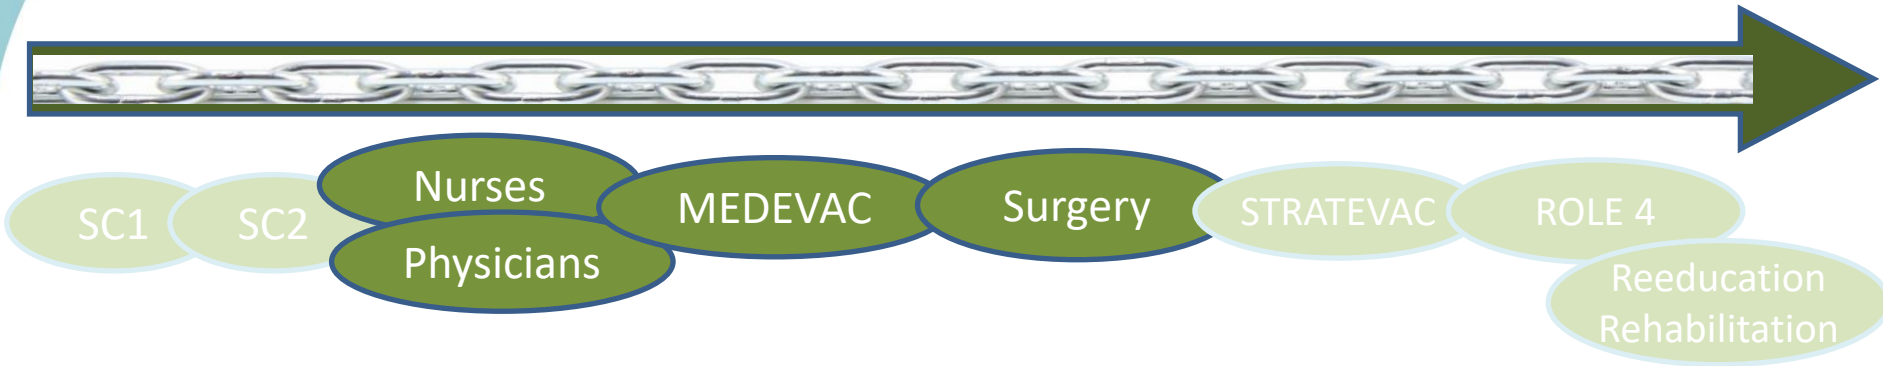 SC1
SC2
Nurses
Physicians
MEDEVAC
Surgery
STRATEVAC
ROLE 4
Reeducation
Rehabilitation